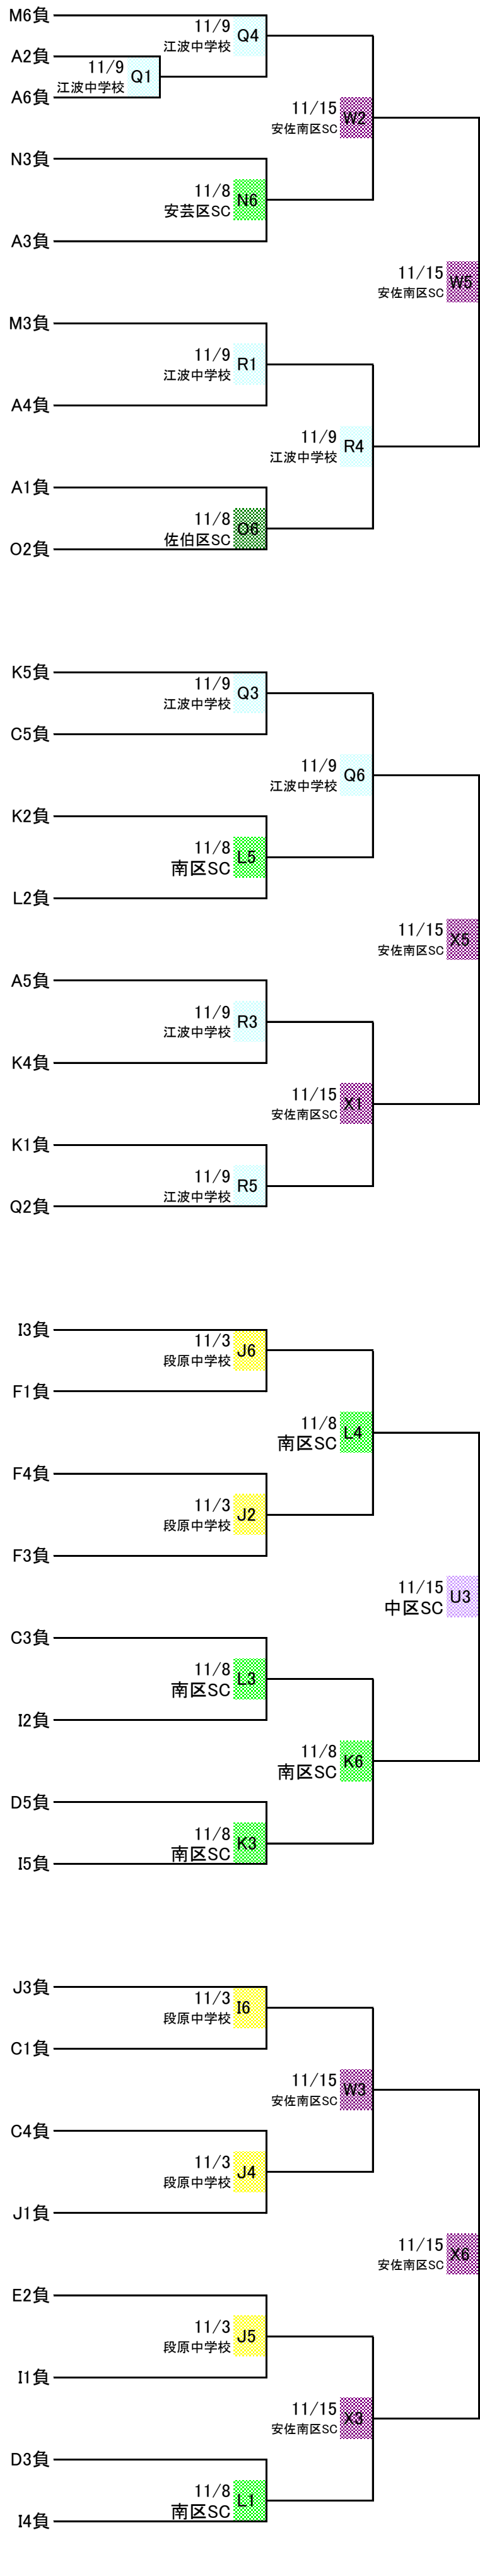 M6負
11/9
江波中学校
Q4
A2負
11/9
江波中学校
Q1
A6負
11/15
安佐南区SC
W2
N3負
11/8
安芸区SC
N6
A3負
11/15
安佐南区SC
W5
M3負
11/9
江波中学校
R1
A4負
11/9
江波中学校
R4
A1負
11/8
佐伯区SC
O6
O2負
K5負
11/9
江波中学校
Q3
C5負
11/9
江波中学校
Q6
K2負
11/8
南区SC
L5
L2負
11/15
安佐南区SC
X5
A5負
11/9
江波中学校
R3
K4負
11/15
安佐南区SC
X1
K1負
11/9
江波中学校
R5
Q2負
I3負
11/3
段原中学校
J6
F1負
11/8
南区SC
L4
F4負
11/3
段原中学校
J2
F3負
11/15
中区SC
U3
C3負
11/8
南区SC
L3
I2負
11/8
南区SC
K6
D5負
11/8
南区SC
K3
I5負
J3負
11/3
段原中学校
I6
C1負
11/15
安佐南区SC
W3
C4負
11/3
段原中学校
J4
J1負
11/15
安佐南区SC
X6
E2負
11/3
段原中学校
J5
I1負
11/15
安佐南区SC
X3
D3負
11/8
南区SC
L1
I4負